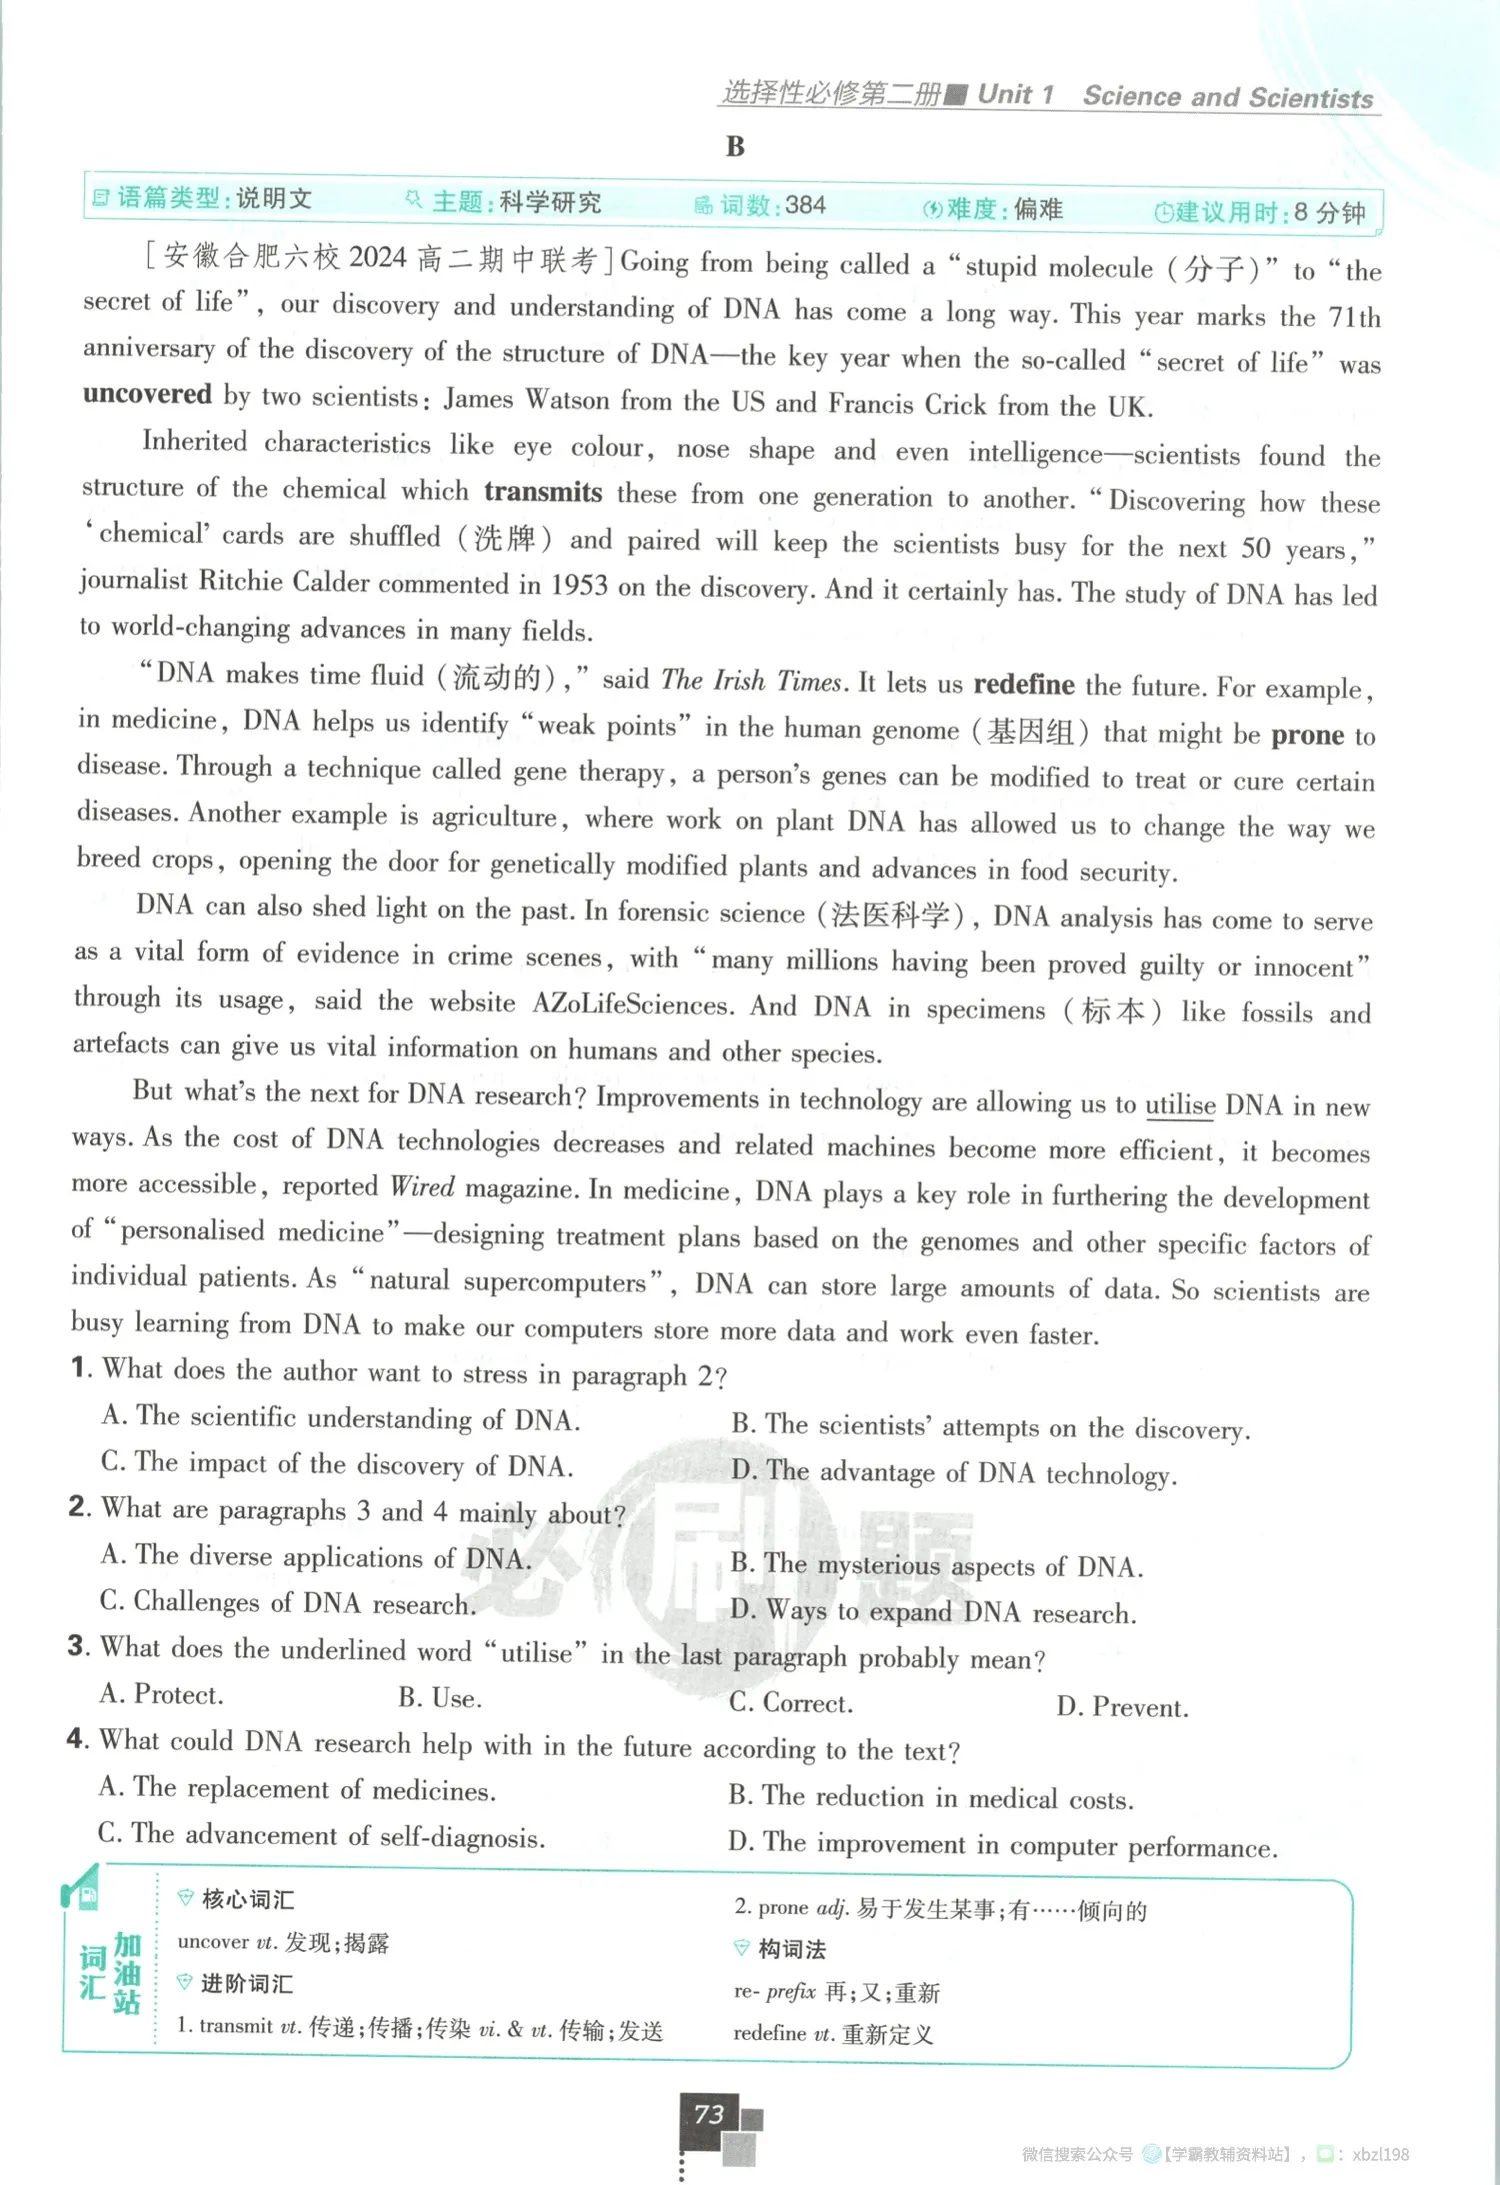 选择性必修第二册 Unit 1 Science and Scientists
B
语篇类型:说明文 主题:科学研究 词数:384 难度:偏难 建议用时:8 分钟
[安徽合肥六校 2024 高二期中联考]Going from being called a “stupid molecule (分子)” to “the
secret of life”, our discovery and understanding of DNA has come a long way. This year marks the 71th
anniversary of the discovery of the structure of DNA—the key year when the so-called “secret of life” was
uncovered by two scientists: James Watson from the US and Francis Crick from the UK.
Inherited characteristics like eye colour, nose shape and even intelligence—scientists found the
structure of the chemical which transmits these from one generation to another. “Discovering how these
‘chemical’ cards are shuffled (洗牌) and paired will keep the scientists busy for the next 50 years,”
journalist Ritchie Calder commented in 1953 on the discovery. And it certainly has. The study of DNA has led
to world-changing advances in many fields.
“DNA makes time fluid (流动的),” said The Irish Times. It lets us redefine the future. For example,
in medicine, DNA helps us identify “weak points” in the human genome (基因组) that might be prone to
disease. Through a technique called gene therapy, a person’s genes can be modified to treat or cure certain
diseases. Another example is agriculture, where work on plant DNA has allowed us to change the way we
breed crops, opening the door for genetically modified plants and advances in food security.
DNA can also shed light on the past. In forensic science (法医科学), DNA analysis has come to serve
as a vital form of evidence in crime scenes, with “many millions having been proved guilty or innocent”
through its usage, said the website AZoLifeSciences. And DNA in specimens (标本) like fossils and
artefacts can give us vital information on humans and other species.
But what’s the next for DNA research? Improvements in technology are allowing us to utilise DNA in new
ways. As the cost of DNA technologies decreases and related machines become more efficient, it becomes
more accessible, reported Wired magazine. In medicine, DNA plays a key role in furthering the development
of “personalised medicine”—designing treatment plans based on the genomes and other specific factors of
individual patients. As “natural supercomputers”, DNA can store large amounts of data. So scientists are
busy learning from DNA to make our computers store more data and work even faster.
1. What does the author want to stress in paragraph 2?
A. The scientific understanding of DNA. B. The scientists’ attempts on the discovery.
C. The impact of the discovery of DNA. D. The advantage of DNA technology.
2. What are paragraphs 3 and 4 mainly about?
A. The diverse applications of DNA. B. The mysterious aspects of DNA.
C. Challenges of DNA research. D. Ways to expand DNA research.
3. What does the underlined word “utilise” in the last paragraph probably mean?
A. Protect. B. Use. C. Correct. D. Prevent.
4. What could DNA research help with in the future according to the text?
A. The replacement of medicines. B. The reduction in medical costs.
C. The advancement of self-diagnosis. D. The improvement in computer performance.
必刷题
词汇加油站
核心词汇
uncover vt. 发现;揭露
进阶词汇
1. transmit vt. 传递;传播;传染 vi. & vt. 传输;发送
2. prone adj. 易于发生某事;有……倾向的
构词法
re- prefix 再;又;重新
redefine vt. 重新定义
73
微信搜索公众号 【学霸教辅资料站】, : xbzl198